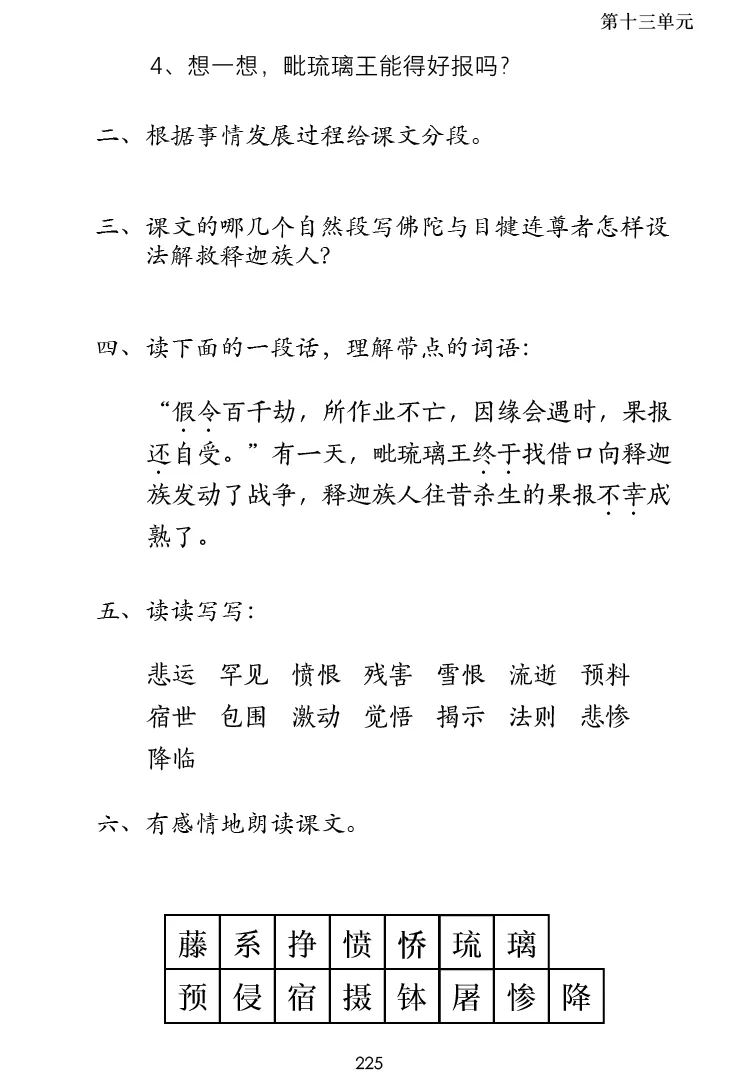 第十三单元
4、想一想，毗琉璃王能得好报吗？
二、根据事情发展过程给课文分段。
三、课文的哪几个自然段写佛陀与目犍连尊者怎样设
法解救释迦族人？
四、读下面的一段话，理解带点的词语：
“假令百千劫，所作业不亡，因缘会遇时，果报
还自受。”有一天，毗琉璃王终于找借口向释迦
族发动了战争，释迦族人往昔杀生的果报不幸成
熟了。
五、读读写写：
悲运 罕见 愤恨 残害 雪恨 流逝 预料
宿世 包围 激动 觉悟 揭示 法则 悲惨
降临
六、有感情地朗读课文。
藤 系 挣 愤 㤭 琉 璃
预 侵 宿 摄 钵 屠 惨 降
225